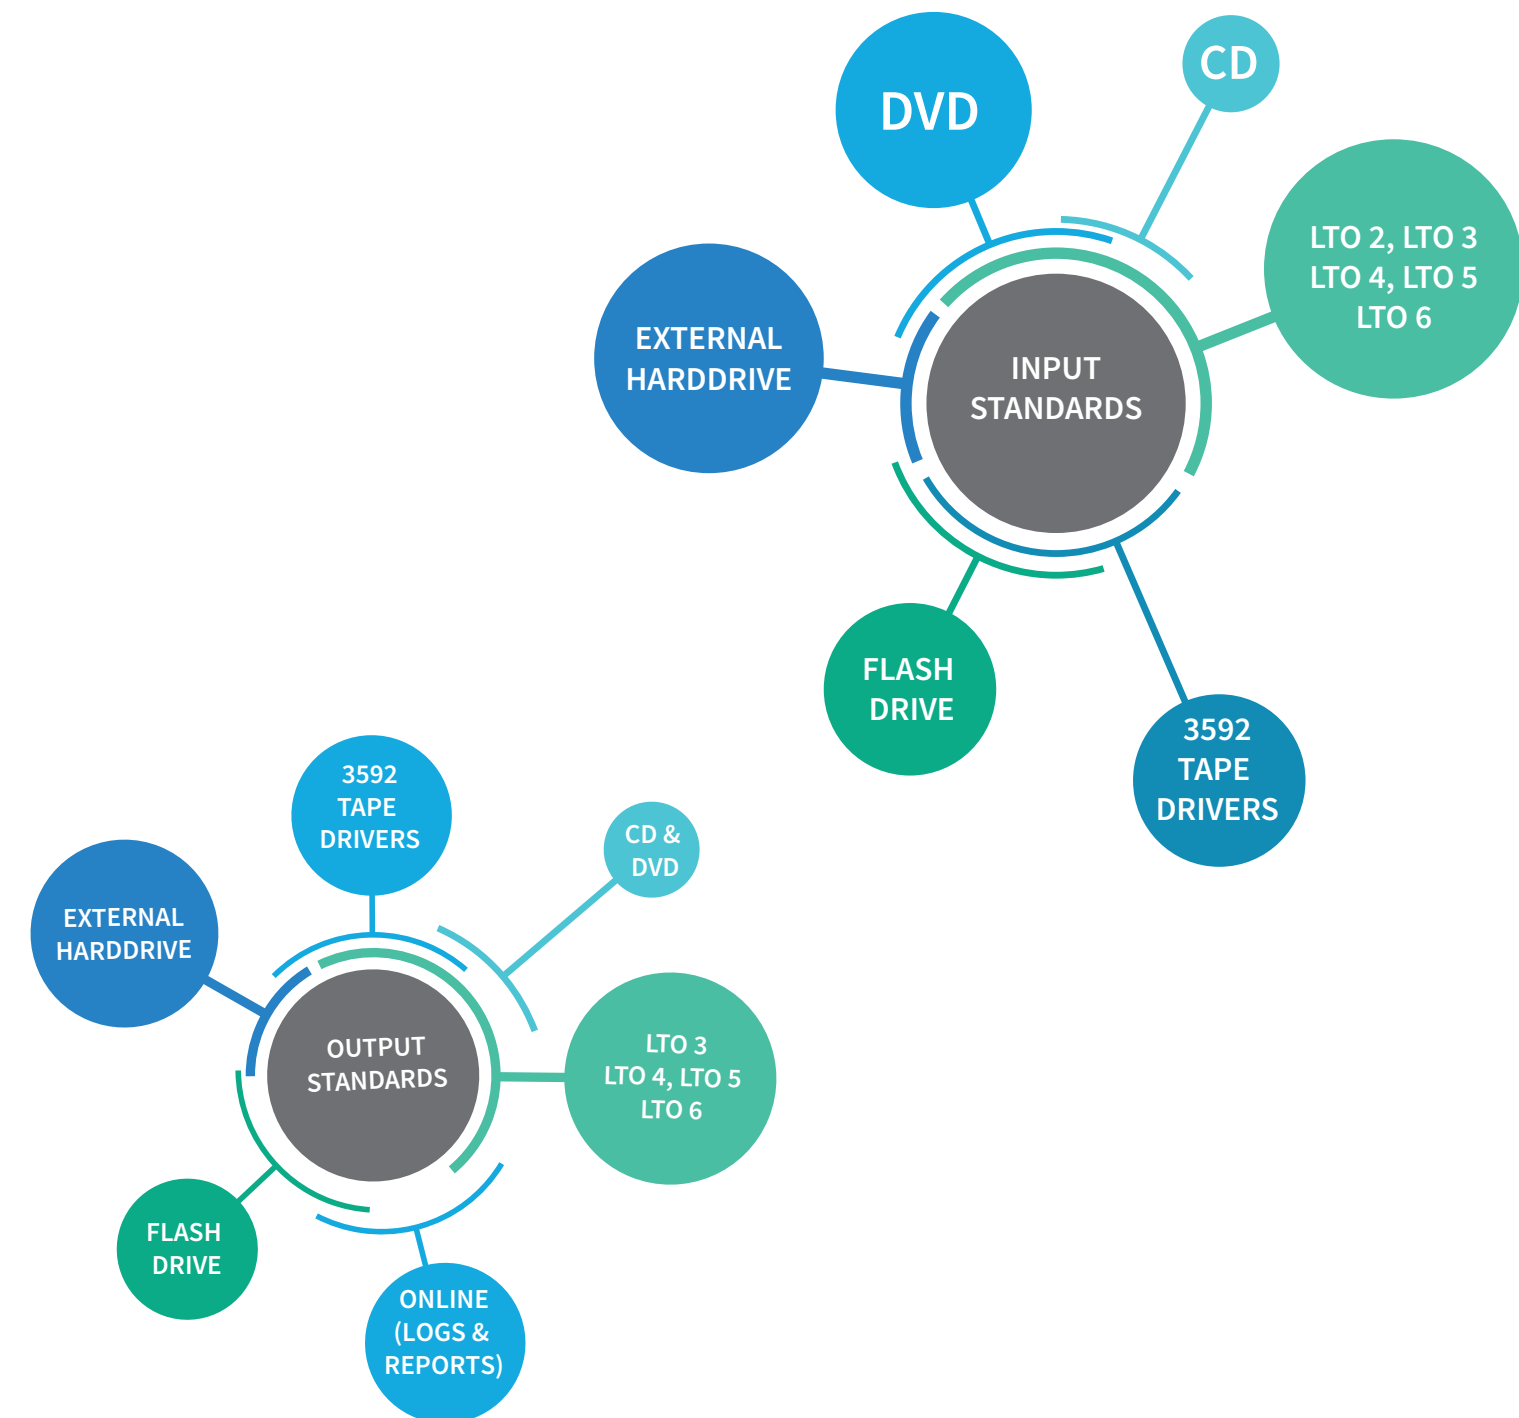 DVD
CD
LTO 2, LTO 3
LTO 4, LTO 5
LTO 6
EXTERNAL
HARDDRIVE
INPUT
STANDARDS
FLASH
DRIVE
3592
TAPE
DRIVERS
3592
TAPE
DRIVERS
CD &
DVD
EXTERNAL
HARDDRIVE
OUTPUT
STANDARDS
LTO 3
LTO 4, LTO 5
LTO 6
FLASH
DRIVE
ONLINE
(LOGS &
REPORTS)